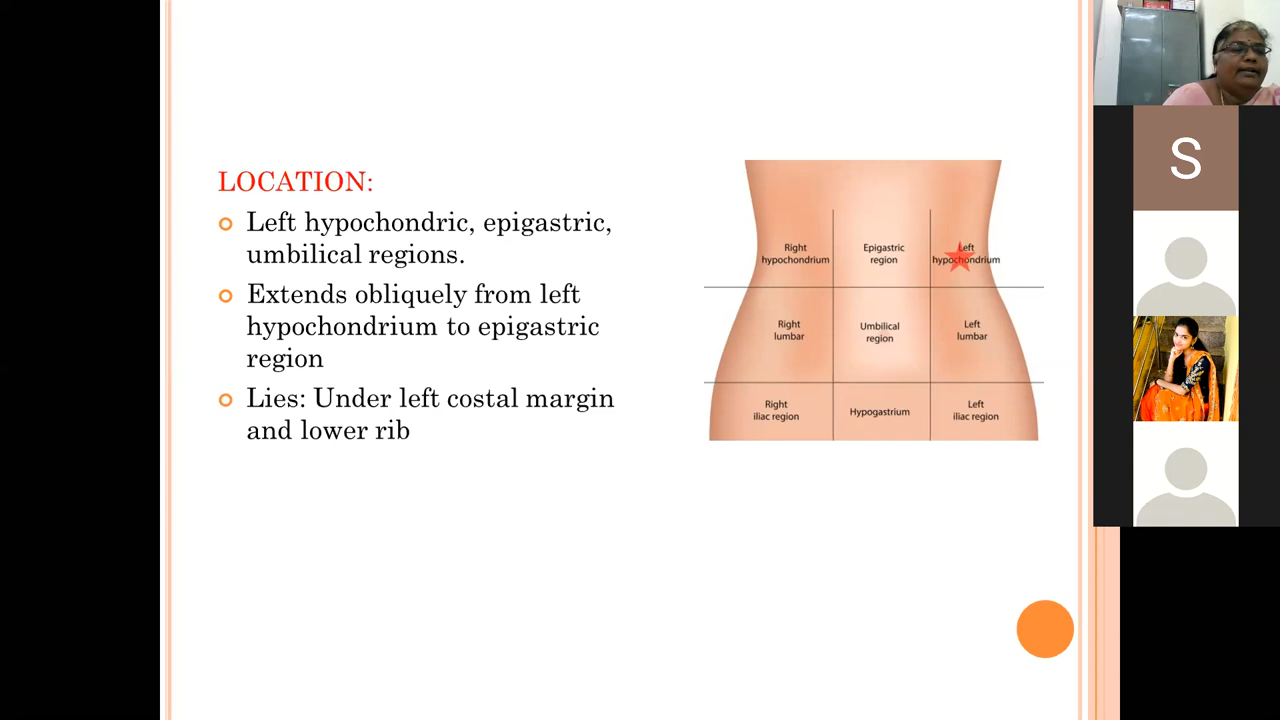 LOCATION:
Left hypochondric, epigastric,
umbilical regions.
Extends obliquely from left
hypochondrium to epigastric
region
Lies: Under left costal margin
and lower rib
Right
hypochondrium
Epigastric
region
Left
hypochondrium
Right
lumbar
Umbilical
region
Left
lumbar
Right
iliac region
Hypogastrium
Left
iliac region
S